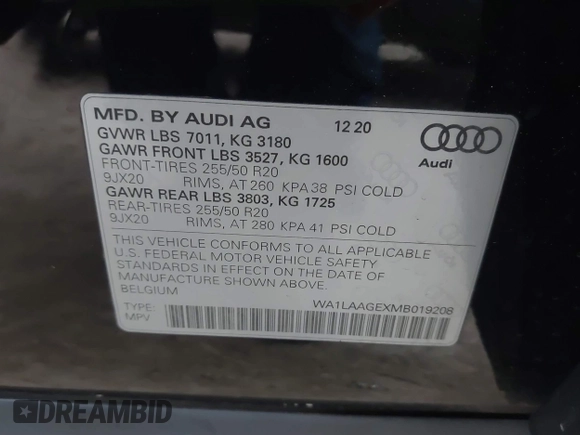 MFD. BY AUDI AG 12 20
GVWR LBS 7011, KG 3180
GAWR FRONT LBS 3527, KG 1600
FRONT-TIRES 255/50 R20
9JX20 RIMS, AT 260 KPA 38 PSI COLD
GAWR REAR LBS 3803, KG 1725
REAR-TIRES 255/50 R20
9JX20 RIMS, AT 280 KPA 41 PSI COLD
Audi
THIS VEHICLE CONFORMS TO ALL APPLICABLE
U.S. FEDERAL MOTOR VEHICLE SAFETY
STANDARDS IN EFFECT ON THE DATE OF
MANUFACTURE SHOWN ABOVE.
BELGIUM
WA1LAAGEXMB019208
TYPE:
MPV
DREAMBID